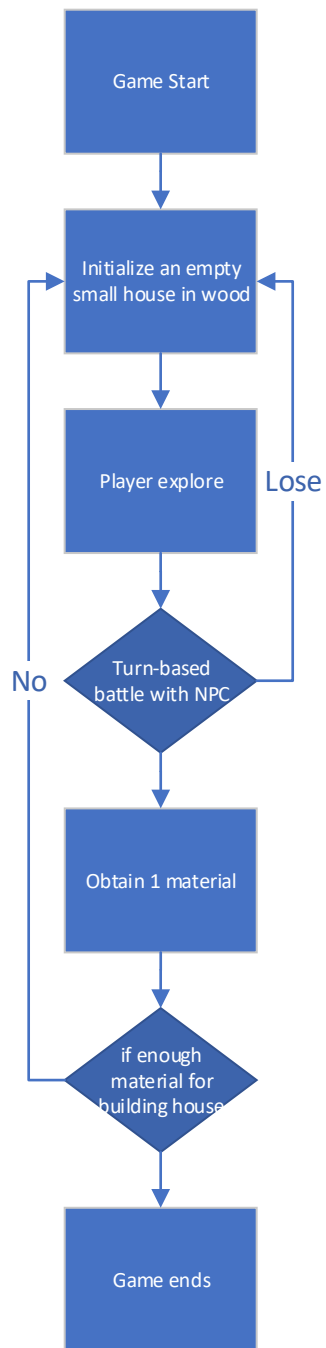 Game Start
Initialize an empty
small house in wood
Player explore
Lose
Turn-based
battle with NPC
No
Obtain 1 material
if enough
material for
building house
Game ends